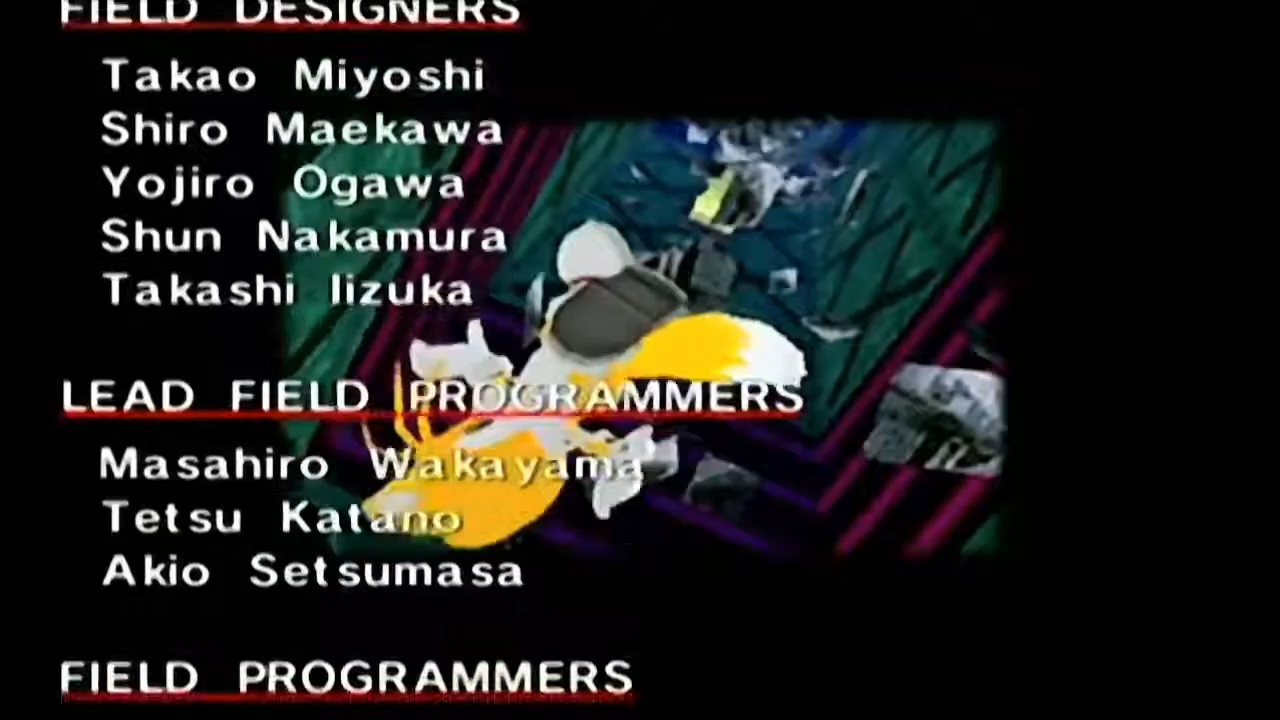 FIELD DESIGNERS
Takao Miyoshi
Shiro Maekawa
Yojiro Ogawa
Shun Nakamura
Takashi Iizuka
LEAD FIELD PROGRAMMERS
Masahiro Wakayama
Tetsu Katano
Akio Setsumasa
FIELD PROGRAMMERS